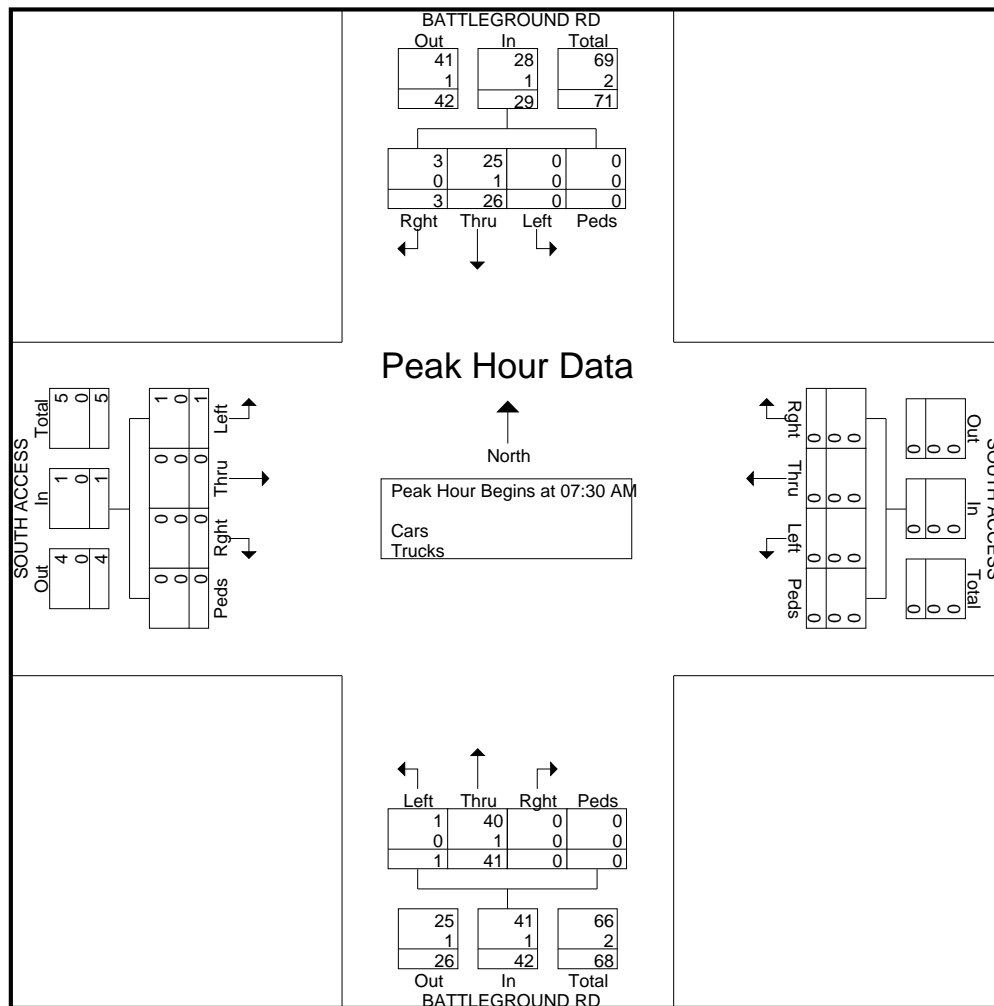 BATTLEGROUND RD
Out In Total
41 28 69
1 1 2
42 29 71
3 25 0 0
0 1 0 0
3 26 0 0
Rght Thru Left Peds
Peak Hour Data
North
Peak Hour Begins at 07:30 AM
Cars
Trucks
SOUTH ACCESS
Out In Total
4 1 5
0 0 0
4 1 5
Peds Rght Thru Left
0 0 0 1
0 0 0 0
0 0 0 1
SOUTH ACCESS
Out In Total
0 0 0
0 0 0
0 0 0
Rght Thru Left Peds
0 0 0 0
0 0 0 0
0 0 0 0
Left Thru Rght Peds
1 40 0 0
0 1 0 0
1 41 0 0
25 41 66
1 1 2
26 42 68
Out In Total
BATTLEGROUND RD